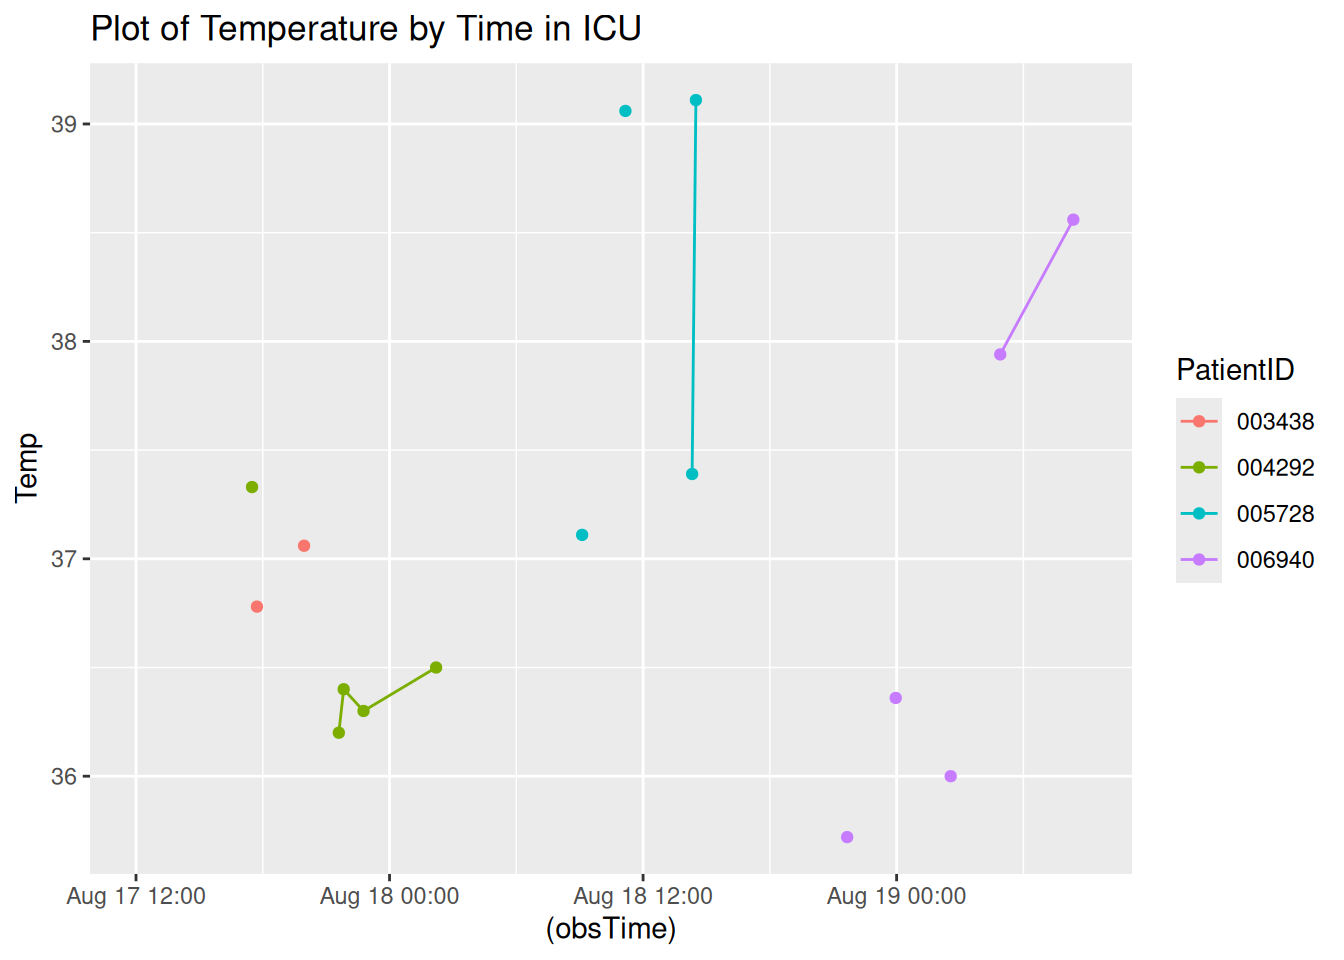 Plot of Temperature by Time in ICU
39
38
37
36
Temp
Aug 17 12:00
Aug 18 00:00
Aug 18 12:00
Aug 19 00:00
(obsTime)
PatientID
003438
004292
005728
006940